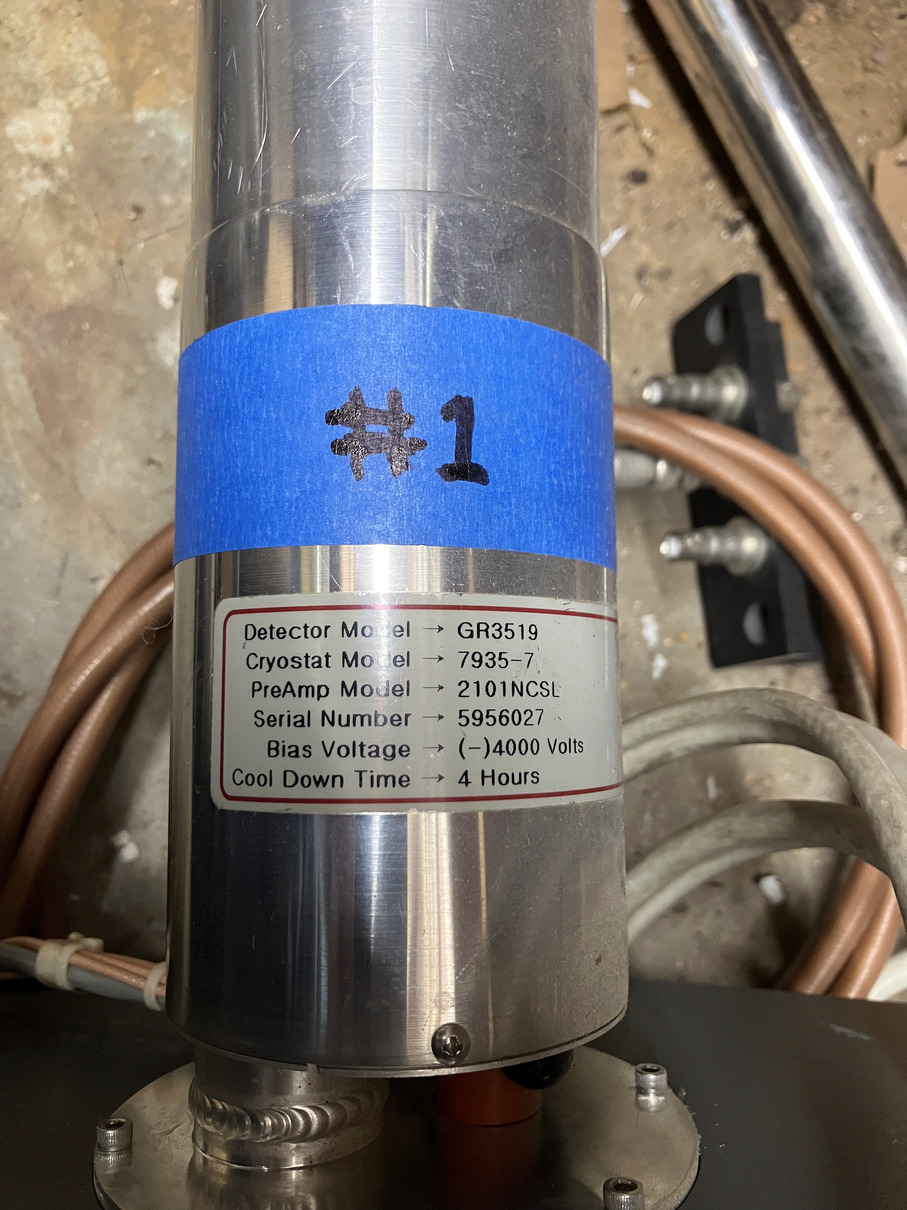 #1
Detector Model → GR3519
Cryostat Model → 7935-7
PreAmp Model → 2101NCSL
Serial Number → 5956027
Bias Voltage → (-)4000 Volts
Cool Down Time → 4 Hours